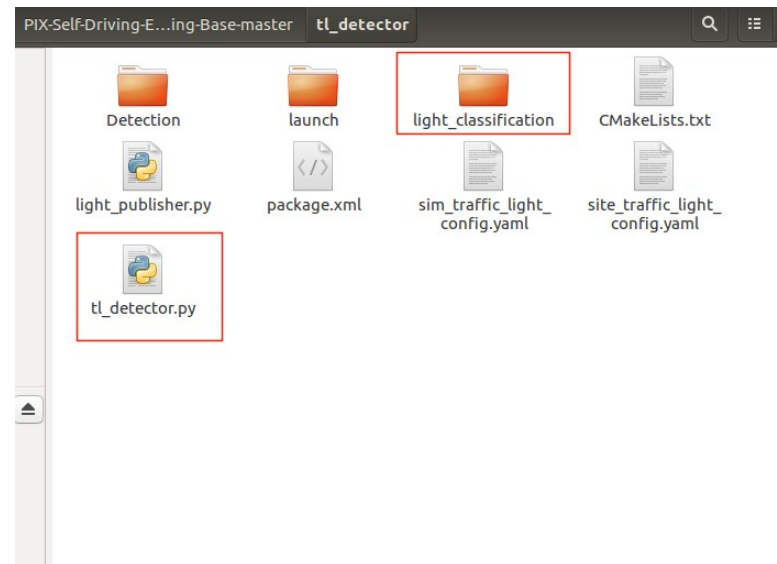 PIX-Self-Driving-E…ing-Base-master tl_detector
Detection
launch
light_classification
CMakeLists.txt
light_publisher.py
package.xml
sim_traffic_light_
config.yaml
site_traffic_light_
config.yaml
tl_detector.py